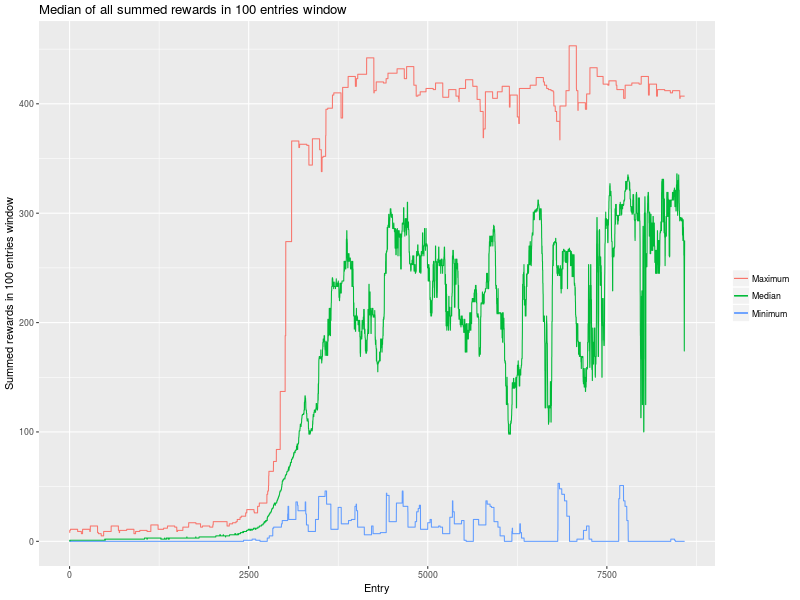 Median of all summed rewards in 100 entries window
Summed rewards in 100 entries window
400
300
200
100
0
0
2500
5000
7500
Entry
Maximum
Median
Minimum